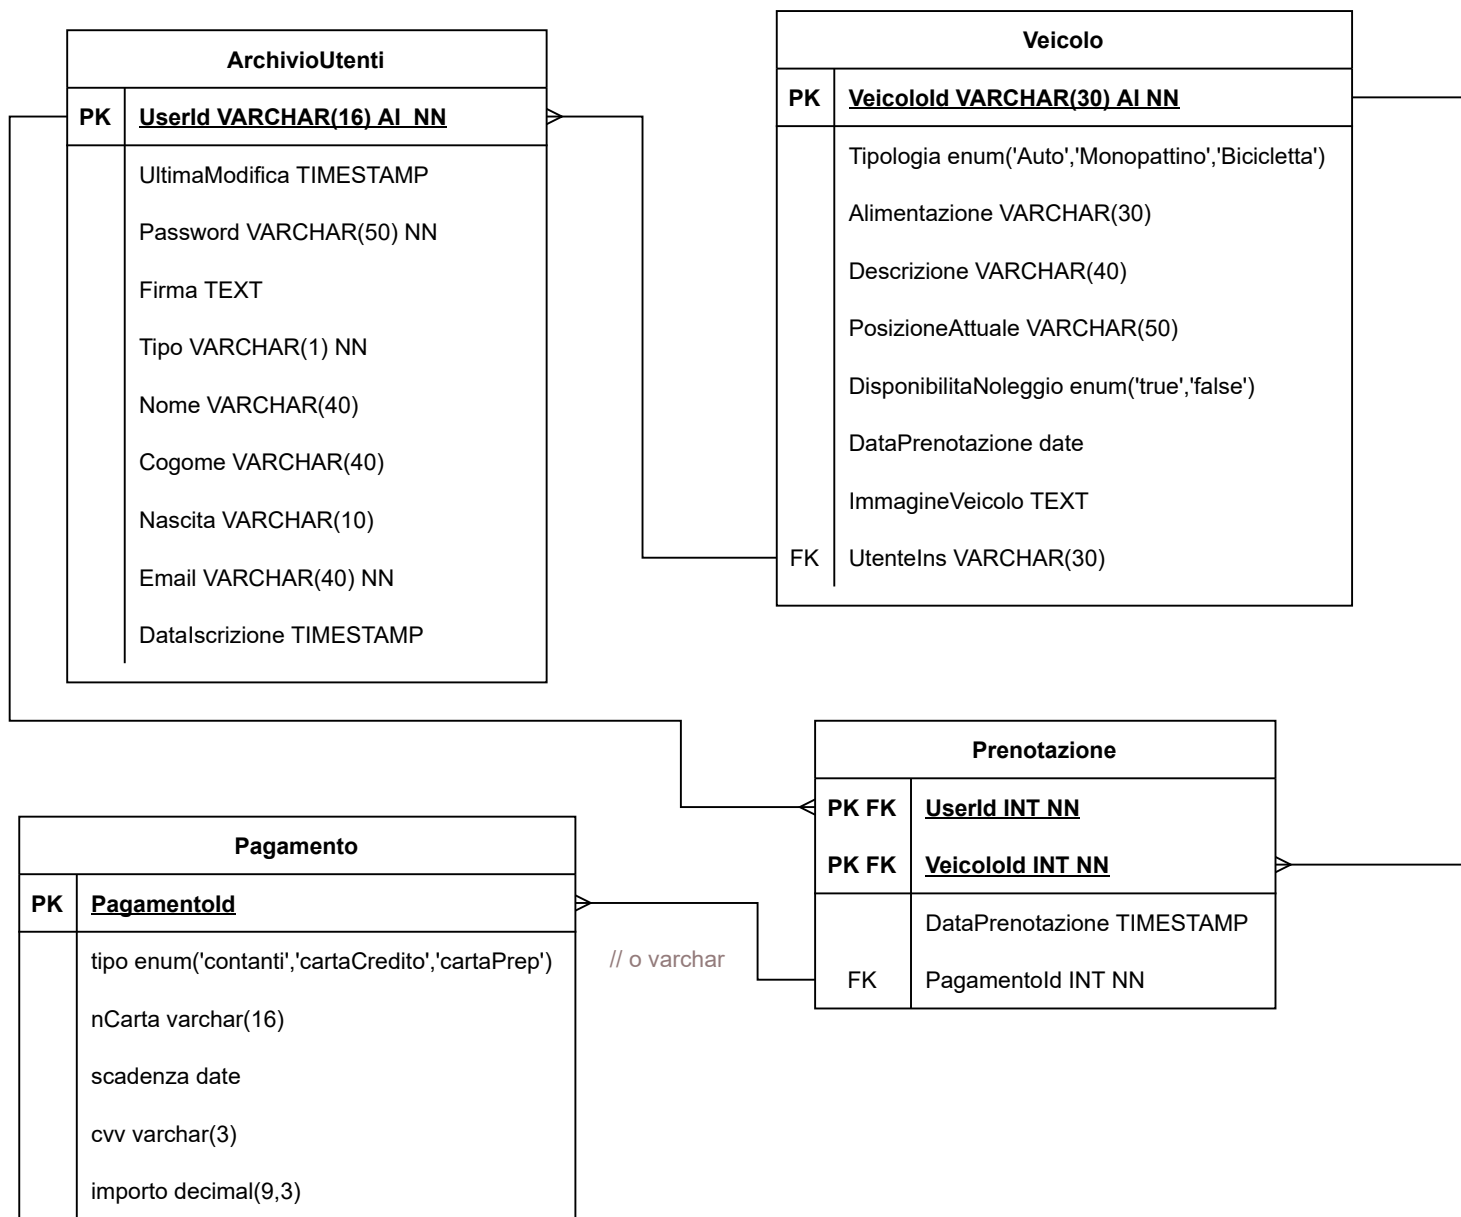 ArchivioUtenti
PK UserId VARCHAR(16) AI  NN
UltimaModifica TIMESTAMP
Password VARCHAR(50) NN
Firma TEXT
Tipo VARCHAR(1) NN
Nome VARCHAR(40)
Cogome VARCHAR(40)
Nascita VARCHAR(10)
Email VARCHAR(40) NN
DataIscrizione TIMESTAMP
Veicolo
PK VeicoloId VARCHAR(30) AI NN
Tipologia enum('Auto','Monopattino','Bicicletta')
Alimentazione VARCHAR(30)
Descrizione VARCHAR(40)
PosizioneAttuale VARCHAR(50)
DisponibilitaNoleggio enum('true','false')
DataPrenotazione date
ImmagineVeicolo TEXT
FK UtenteIns VARCHAR(30)
Prenotazione
PK FK UserId INT NN
PK FK VeicoloId INT NN
DataPrenotazione TIMESTAMP
FK PagamentoId INT NN
Pagamento
PK PagamentoId
tipo enum('contanti','cartaCredito','cartaPrep')
// o varchar
nCarta varchar(16)
scadenza date
cvv varchar(3)
importo decimal(9,3)